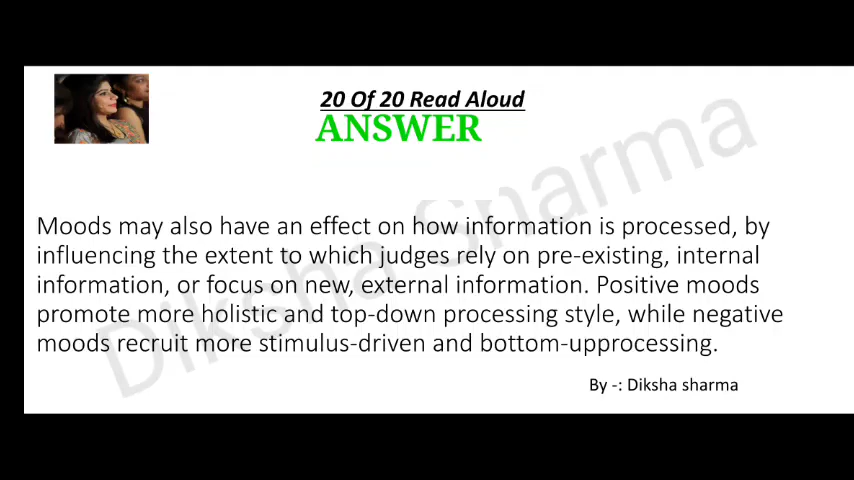 20 Of 20 Read Aloud
ANSWER
Moods may also have an effect on how information is processed, by
influencing the extent to which judges rely on pre-existing, internal
information, or focus on new, external information. Positive moods
promote more holistic and top-down processing style, while negative
moods recruit more stimulus-driven and bottom-upprocessing.
By -: Diksha sharma
Diksha Sharma